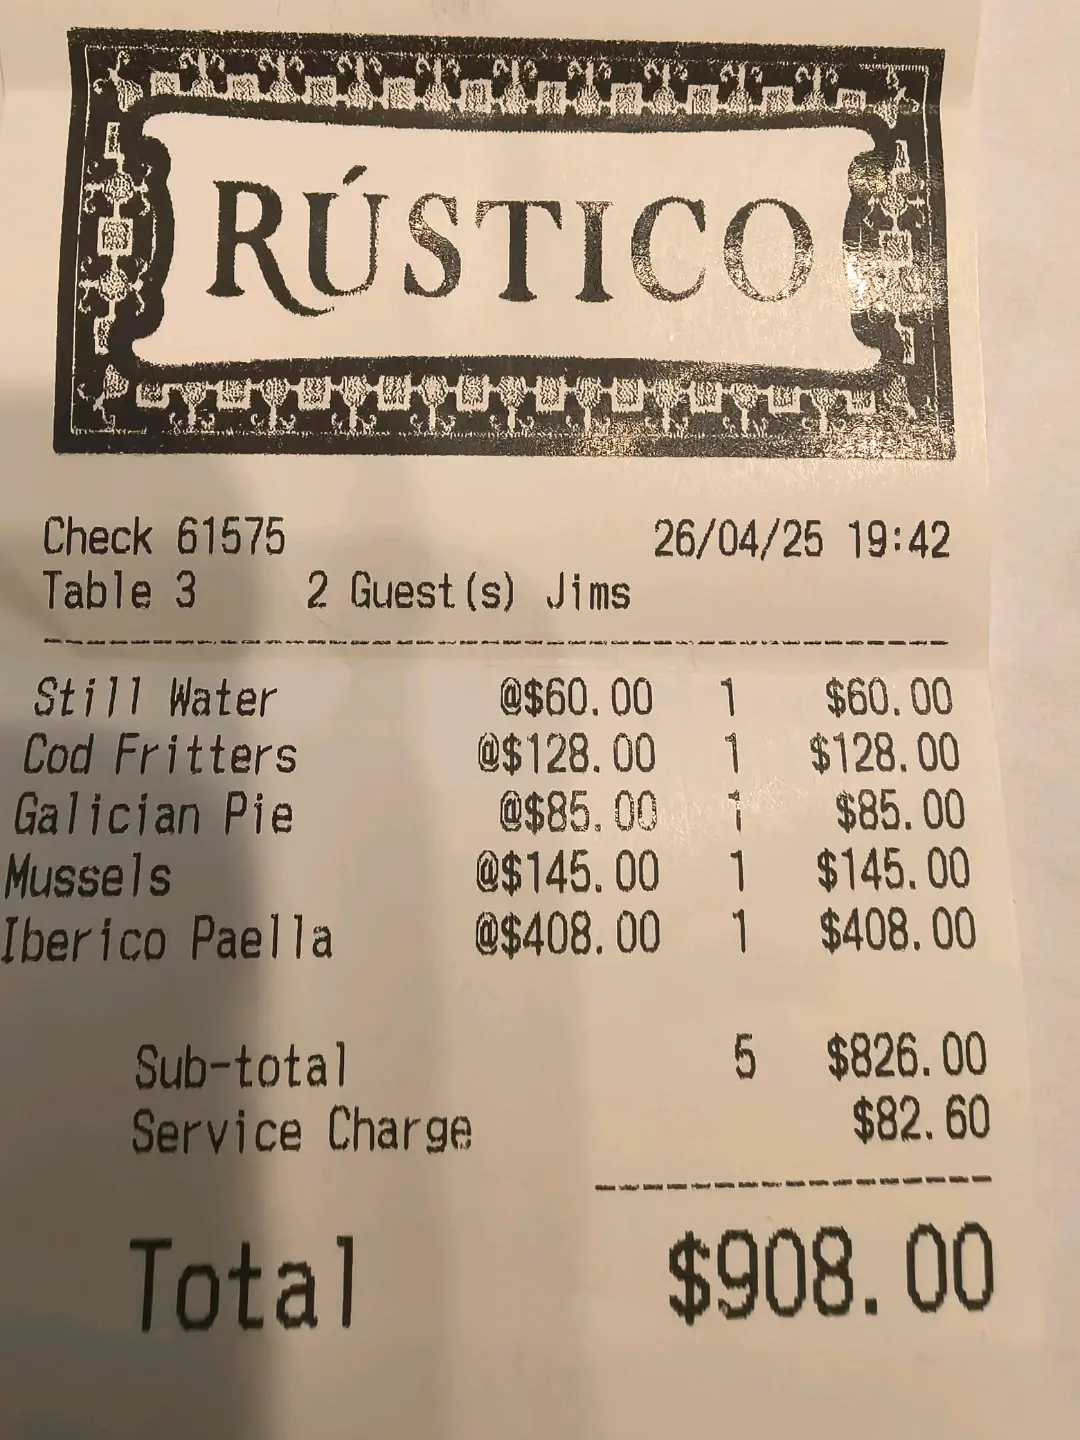 RÚSTICO
Check 61575 26/04/25 19:42
Table 3 2 Guest(s) Jims
Still Water @$60.00 1 $60.00
Cod Fritters @$128.00 1 $128.00
Galician Pie @$85.00 1 $85.00
Mussels @$145.00 1 $145.00
Iberico Paella @$408.00 1 $408.00
Sub-total 5 $826.00
Service Charge $82.60
Total $908.00